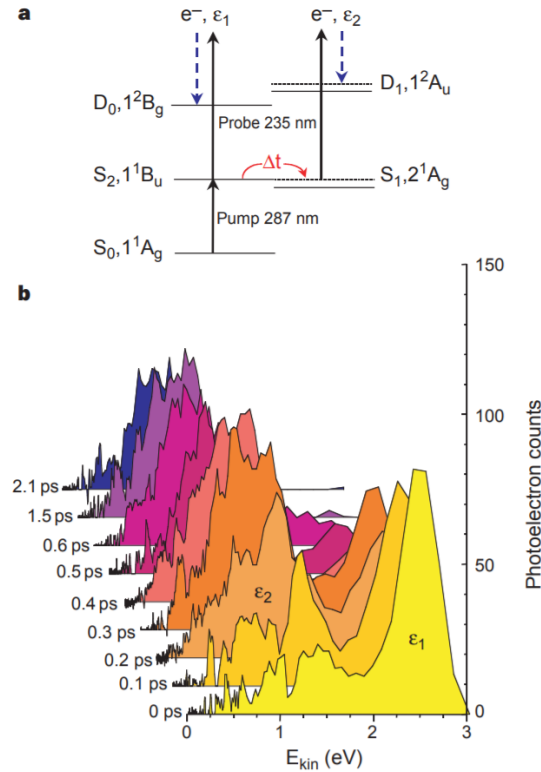 a
e⁻, ε₁
e⁻, ε₂
D₀,1²B_g
D₁,1²A_u
Probe 235 nm
Δt
S₂,1¹B_u
S₁,2¹A_g
Pump 287 nm
S₀,1¹A_g
b
150
100
50
0
Photoelectron counts
2.1 ps
1.5 ps
0.6 ps
0.5 ps
0.4 ps
0.3 ps
0.2 ps
0.1 ps
0 ps
ε₂
ε₁
0 1 2 3
E_kin (eV)